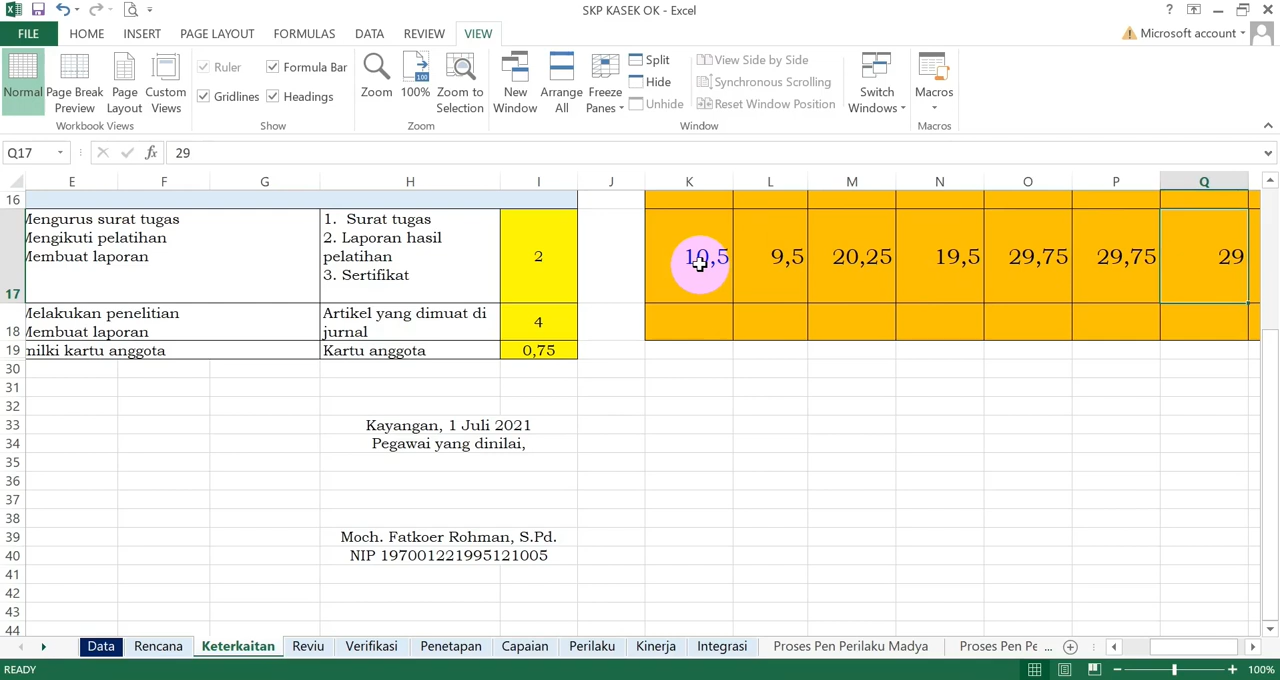 SKP KASEK OK - Excel
FILE HOME INSERT PAGE LAYOUT FORMULAS DATA REVIEW VIEW Microsoft account
Normal Page Break Preview Page Layout Custom Views
Ruler Formula Bar
Gridlines Headings
Zoom 100% Zoom to Selection
New Window Arrange All Freeze Panes
Split
Hide
Unhide
View Side by Side
Synchronous Scrolling
Reset Window Position
Switch Windows Macros
Workbook Views Show Zoom Window Macros
Q17 fx 29
E F G H I J K L M N O P Q
16
17 Mengurus surat tugas 1. Surat tugas
Mengikuti pelatihan 2. Laporan hasil
Membuat laporan pelatihan 2 10,5 9,5 20,25 19,5 29,75 29,75 29
3. Sertifikat
18 Melakukan penelitian Artikel yang dimuat di 4
Membuat laporan jurnal
19 milki kartu anggota Kartu anggota 0,75
30
31
32
33 Kayangan, 1 Juli 2021
34 Pegawai yang dinilai,
35
36
37
38
39 Moch. Fatkoer Rohman, S.Pd.
40 NIP 197001221995121005
41
42
43
44
Data Rencana Keterkaitan Reviu Verifikasi Penetapan Capaian Perilaku Kinerja Integrasi Proses Pen Perilaku Madya Proses Pen Pe ...
READY 100%